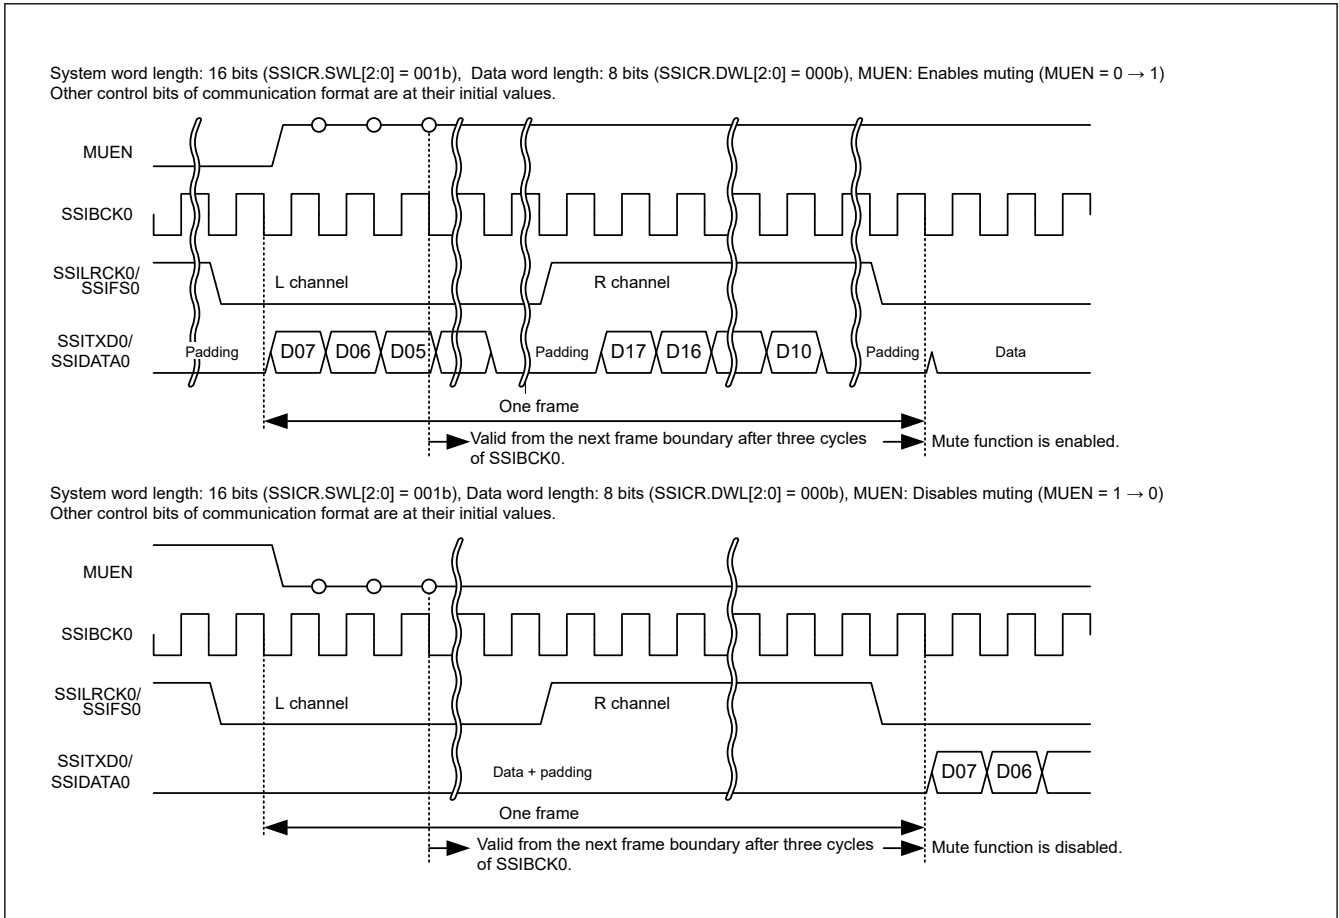 System word length: 16 bits (SSICR.SWL[2:0] = 001b), Data word length: 8 bits (SSICR.DWL[2:0] = 000b), MUEN: Enables muting (MUEN = 0 → 1)
Other control bits of communication format are at their initial values.
MUEN
SSIBCK0
SSILRCK0/
SSIFS0
L channel
R channel
SSITXD0/
SSIDATA0
Padding
D07
D06
D05
Padding
D17
D16
D10
Padding
Data
One frame
Valid from the next frame boundary after three cycles
of SSIBCK0.
Mute function is enabled.
System word length: 16 bits (SSICR.SWL[2:0] = 001b), Data word length: 8 bits (SSICR.DWL[2:0] = 000b), MUEN: Disables muting (MUEN = 1 → 0)
Other control bits of communication format are at their initial values.
MUEN
SSIBCK0
SSILRCK0/
SSIFS0
L channel
R channel
SSITXD0/
SSIDATA0
Data + padding
D07
D06
One frame
Valid from the next frame boundary after three cycles
of SSIBCK0.
Mute function is disabled.